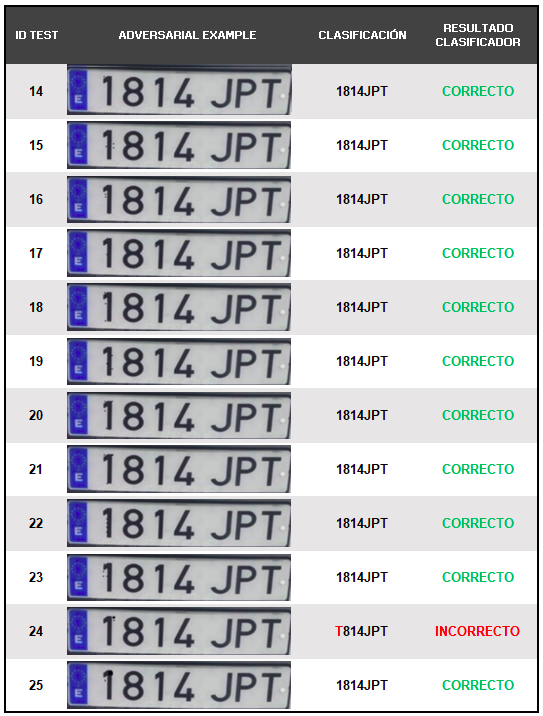 ID TEST ADVERSARIAL EXAMPLE CLASIFICACIÓN RESULTADO CLASIFICADOR
14 E 1814 JPT 1814JPT CORRECTO
15 E 1814 JPT 1814JPT CORRECTO
16 E 1814 JPT 1814JPT CORRECTO
17 E 1814 JPT 1814JPT CORRECTO
18 E 1814 JPT 1814JPT CORRECTO
19 E 1814 JPT 1814JPT CORRECTO
20 E 1814 JPT 1814JPT CORRECTO
21 E 1814 JPT 1814JPT CORRECTO
22 E 1814 JPT 1814JPT CORRECTO
23 E 1814 JPT 1814JPT CORRECTO
24 E 1814 JPT T814JPT INCORRECTO
25 E 1814 JPT 1814JPT CORRECTO